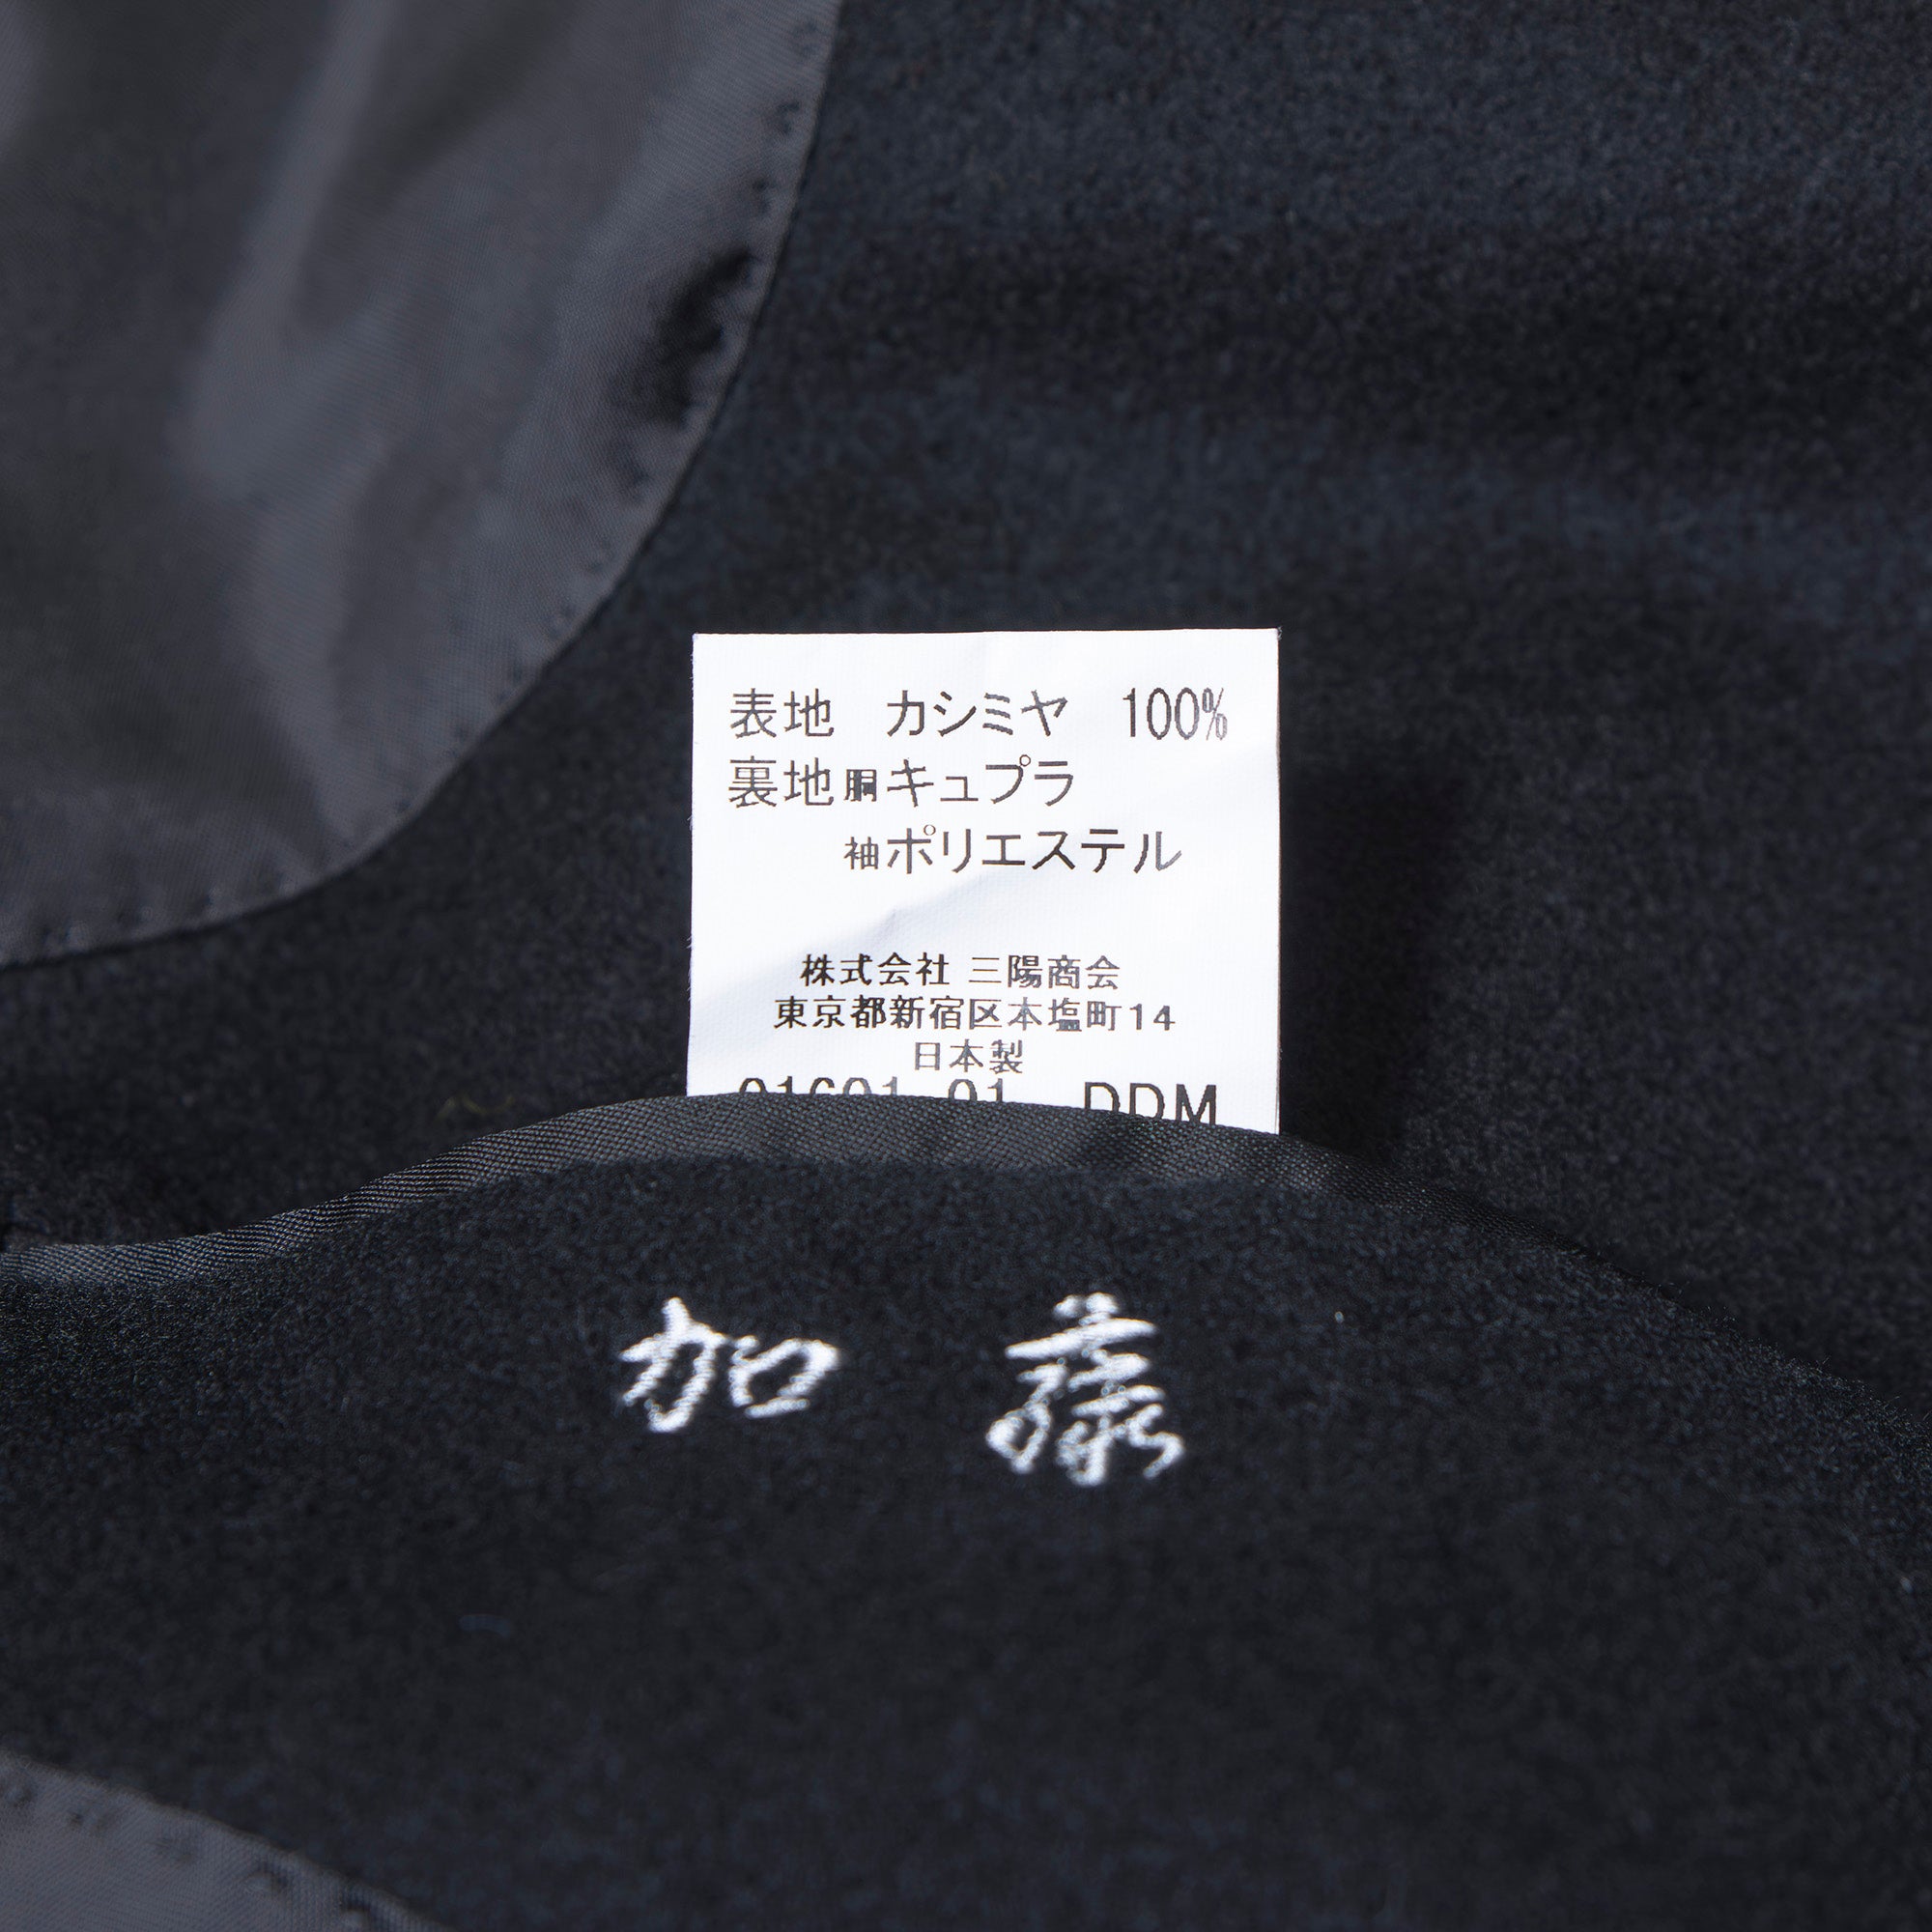 表地 カシミヤ 100%
裏地胴キュプラ
袖ポリエステル
株式会社 三陽商会
東京都新宿区本塩町14
日本製
DDM
加藤